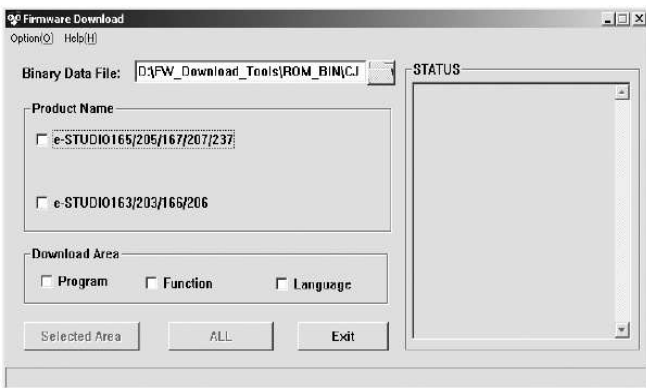 Firmware Download
Option(O) Help(H)
Binary Data File: D:\FW_Download_Tools\ROM_BIN\CJ
STATUS
Product Name
e-STUDIO165/205/167/207/237
e-STUDIO163/203/166/206
Download Area
Program Function Language
Selected Area ALL Exit